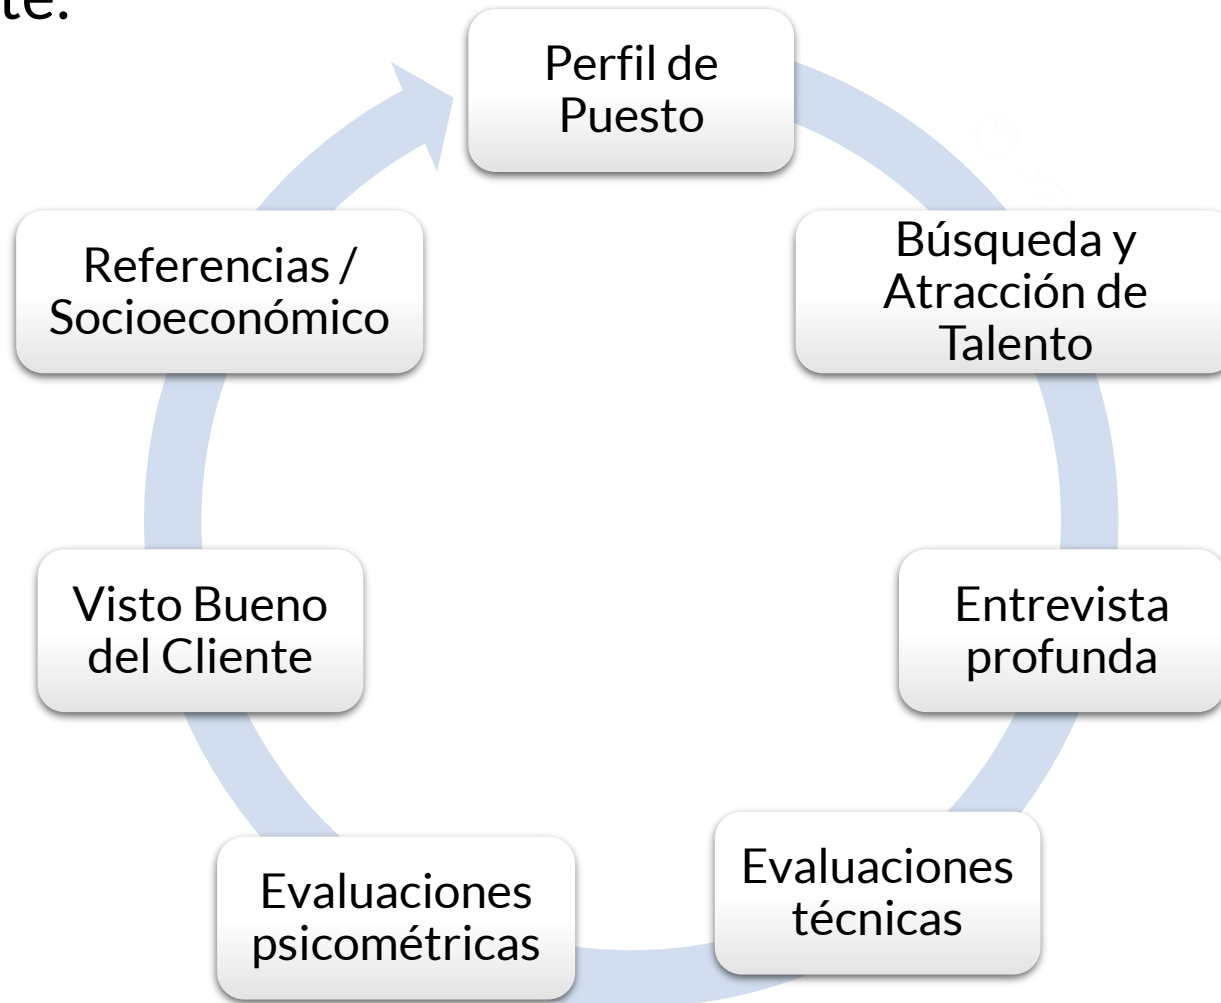 te.
Perfil de
Puesto
Búsqueda y
Atracción de
Talento
Entrevista
profunda
Evaluaciones
técnicas
Evaluaciones
psicométricas
Visto Bueno
del Cliente
Referencias /
Socioeconómico